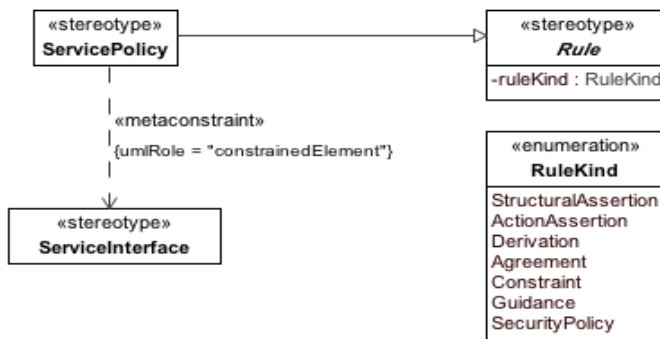 «stereotype»
ServicePolicy
«stereotype»
Rule
-ruleKind : RuleKind
«metaconstraint»
{umlRole = "constrainedElement"}
«stereotype»
ServiceInterface
«enumeration»
RuleKind
StructuralAssertion
ActionAssertion
Derivation
Agreement
Constraint
Guidance
SecurityPolicy